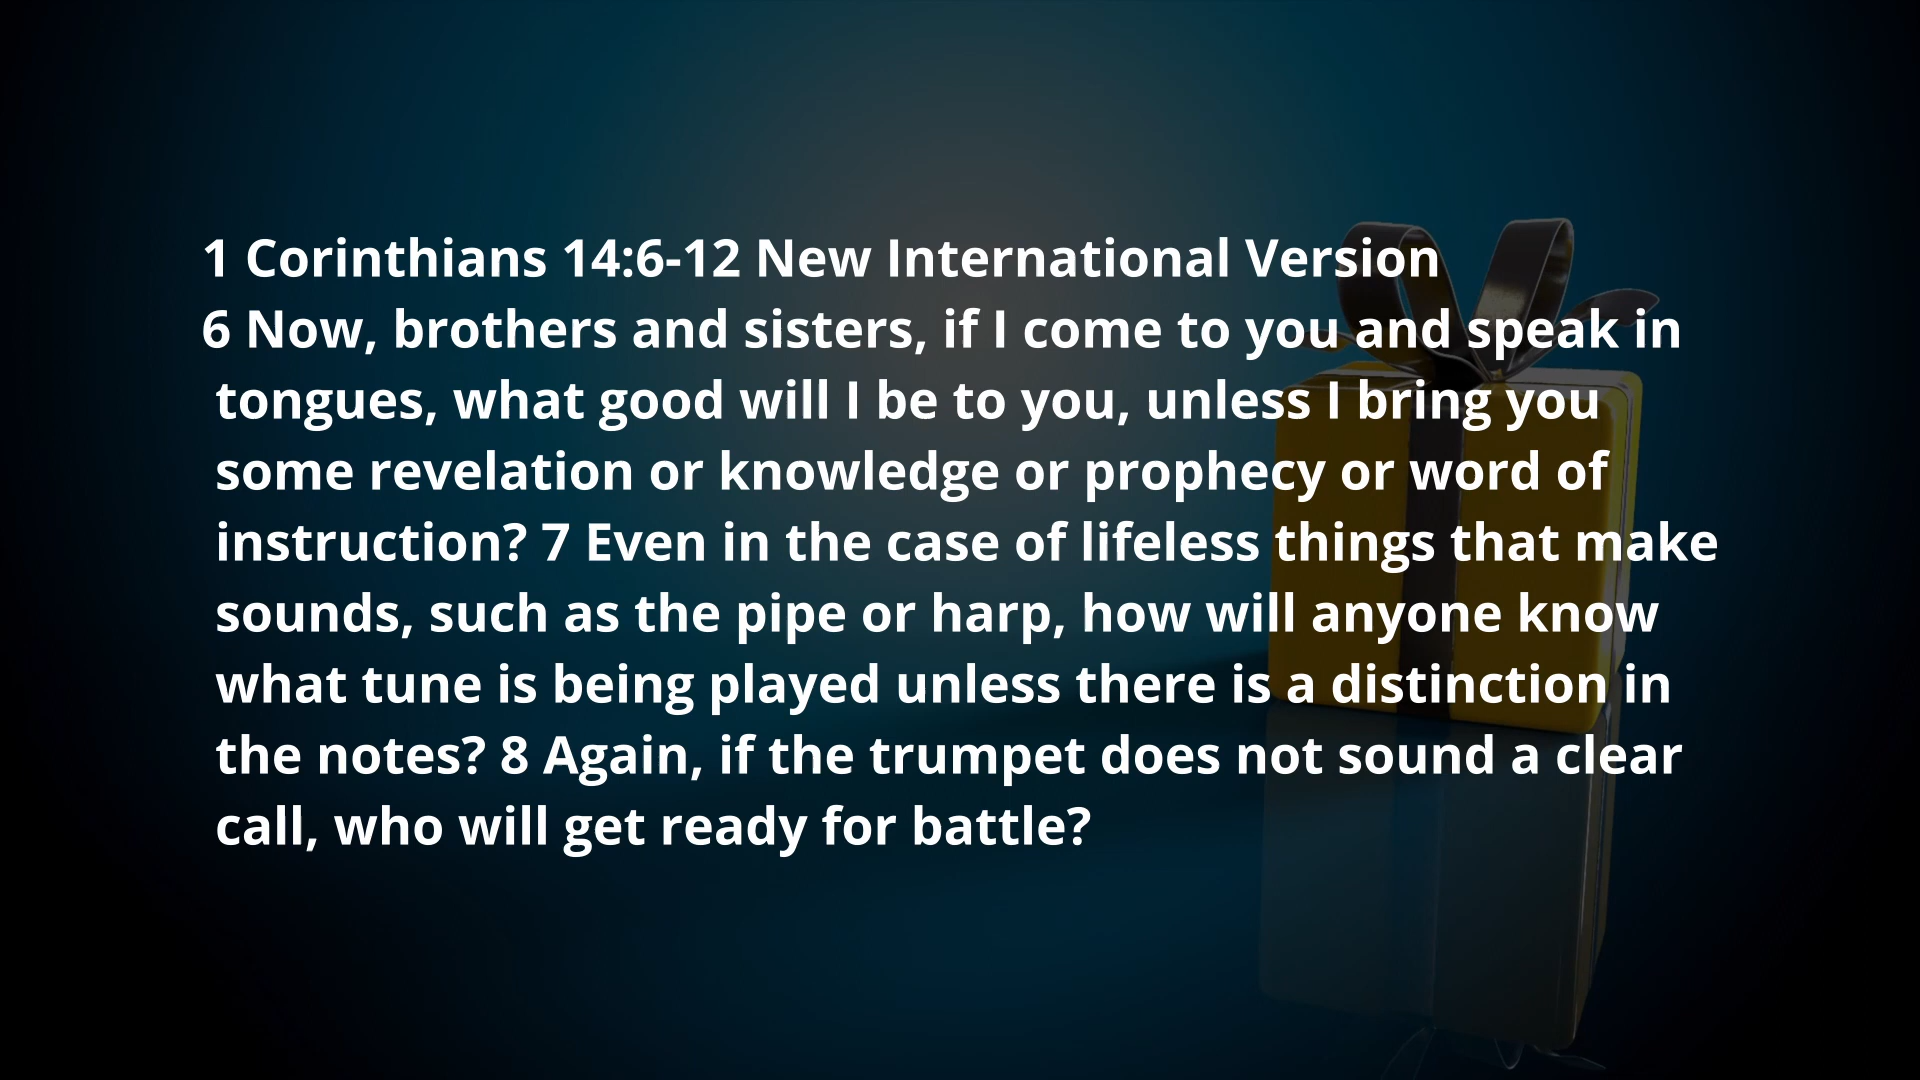 1 Corinthians 14:6-12 New International Version
6 Now, brothers and sisters, if I come to you and speak in
tongues, what good will I be to you, unless I bring you
some revelation or knowledge or prophecy or word of
instruction? 7 Even in the case of lifeless things that make
sounds, such as the pipe or harp, how will anyone know
what tune is being played unless there is a distinction in
the notes? 8 Again, if the trumpet does not sound a clear
call, who will get ready for battle?